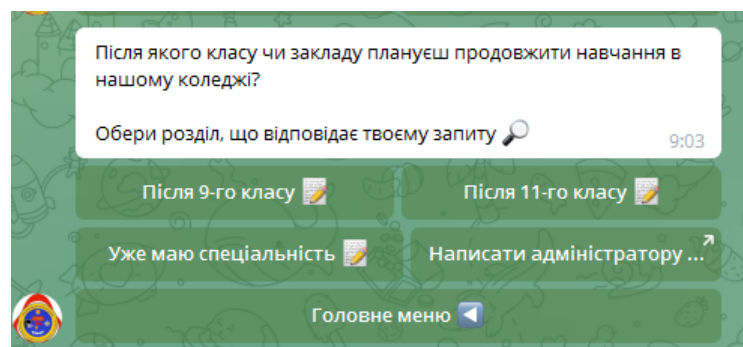 Після якого класу чи закладу плануєш продовжити навчання в
нашому коледжі?
Обери розділ, що відповідає твоєму запиту 🔎
9:03
Після 9-го класу 📝
Після 11-го класу 📝
Уже маю спеціальність 📝
Написати адміністратору ...
Головне меню ◀️